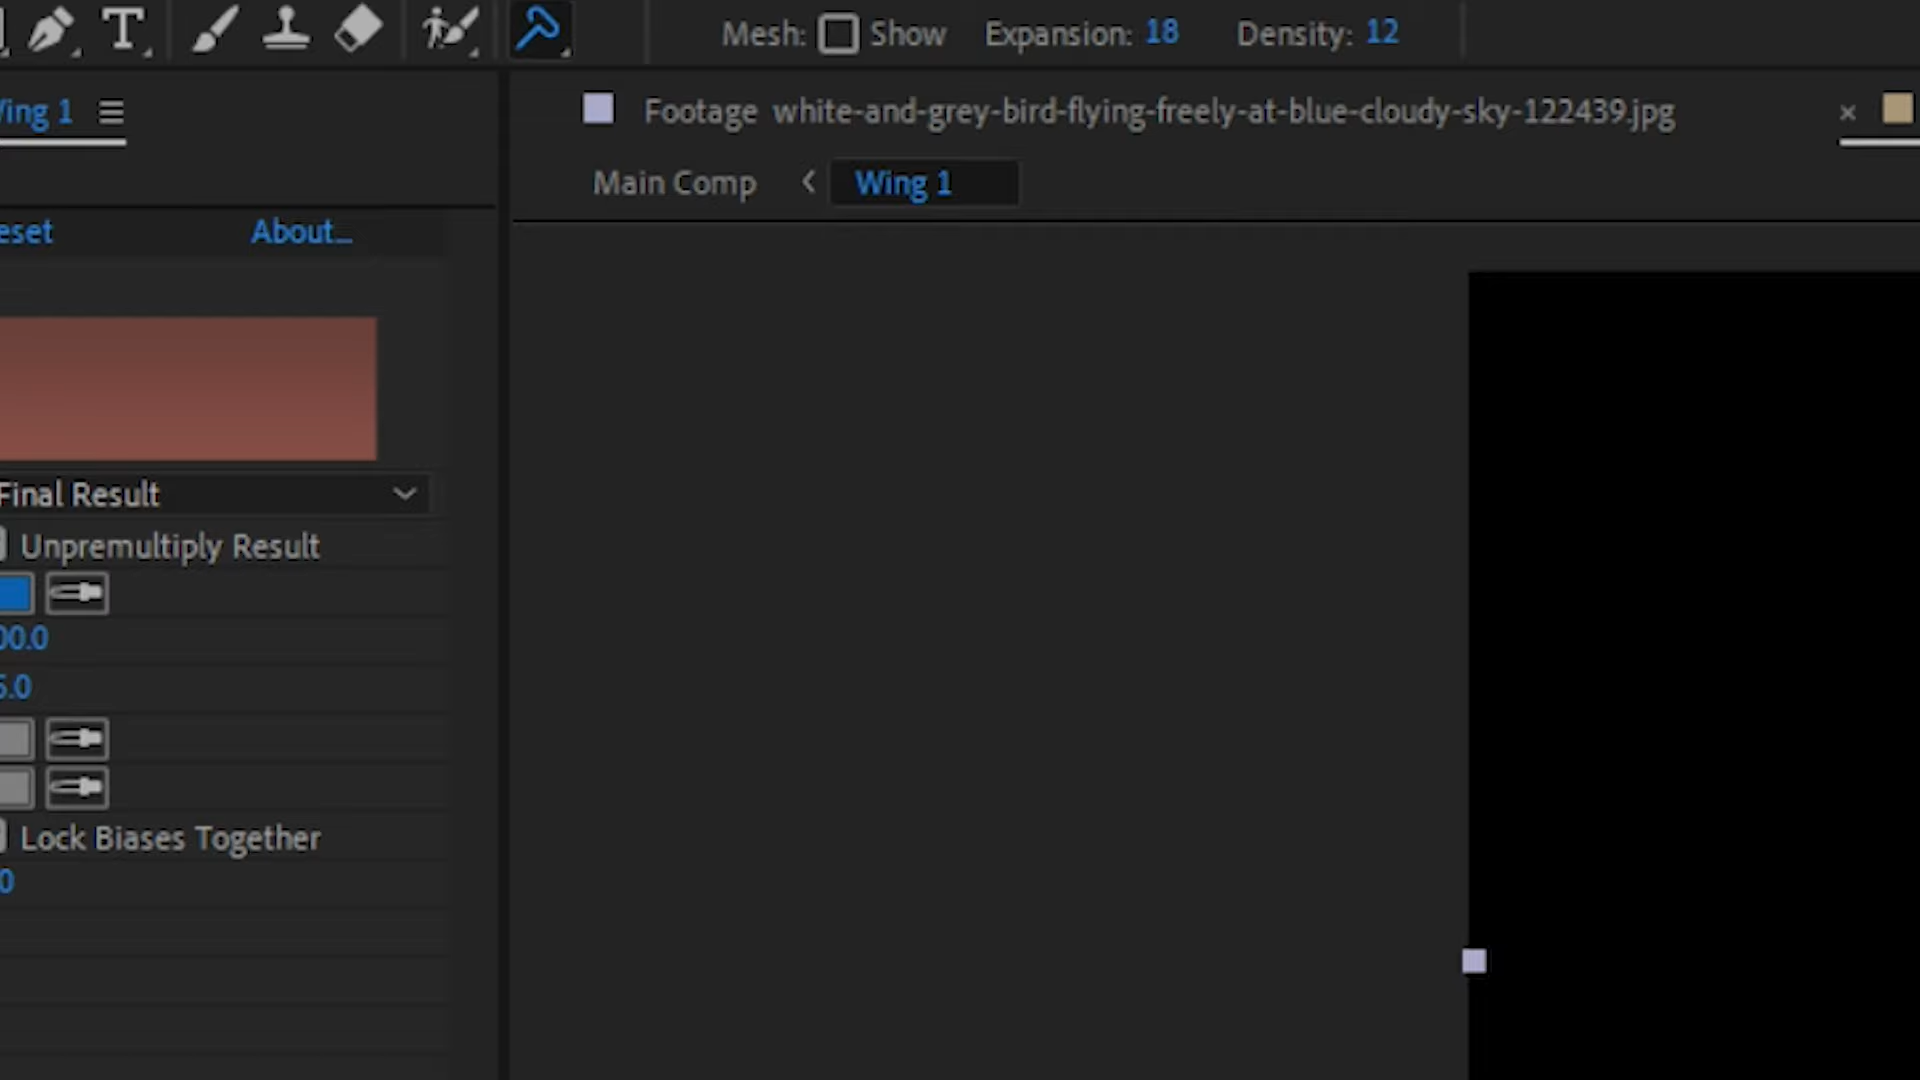 Mesh: Show Expansion: 18 Density: 12
Wing 1
Footage white-and-grey-bird-flying-freely-at-blue-cloudy-sky-122439.jpg
Main Comp Wing 1
eset About...
Final Result
Unpremultiply Result
00.0
5.0
Lock Biases Together
0